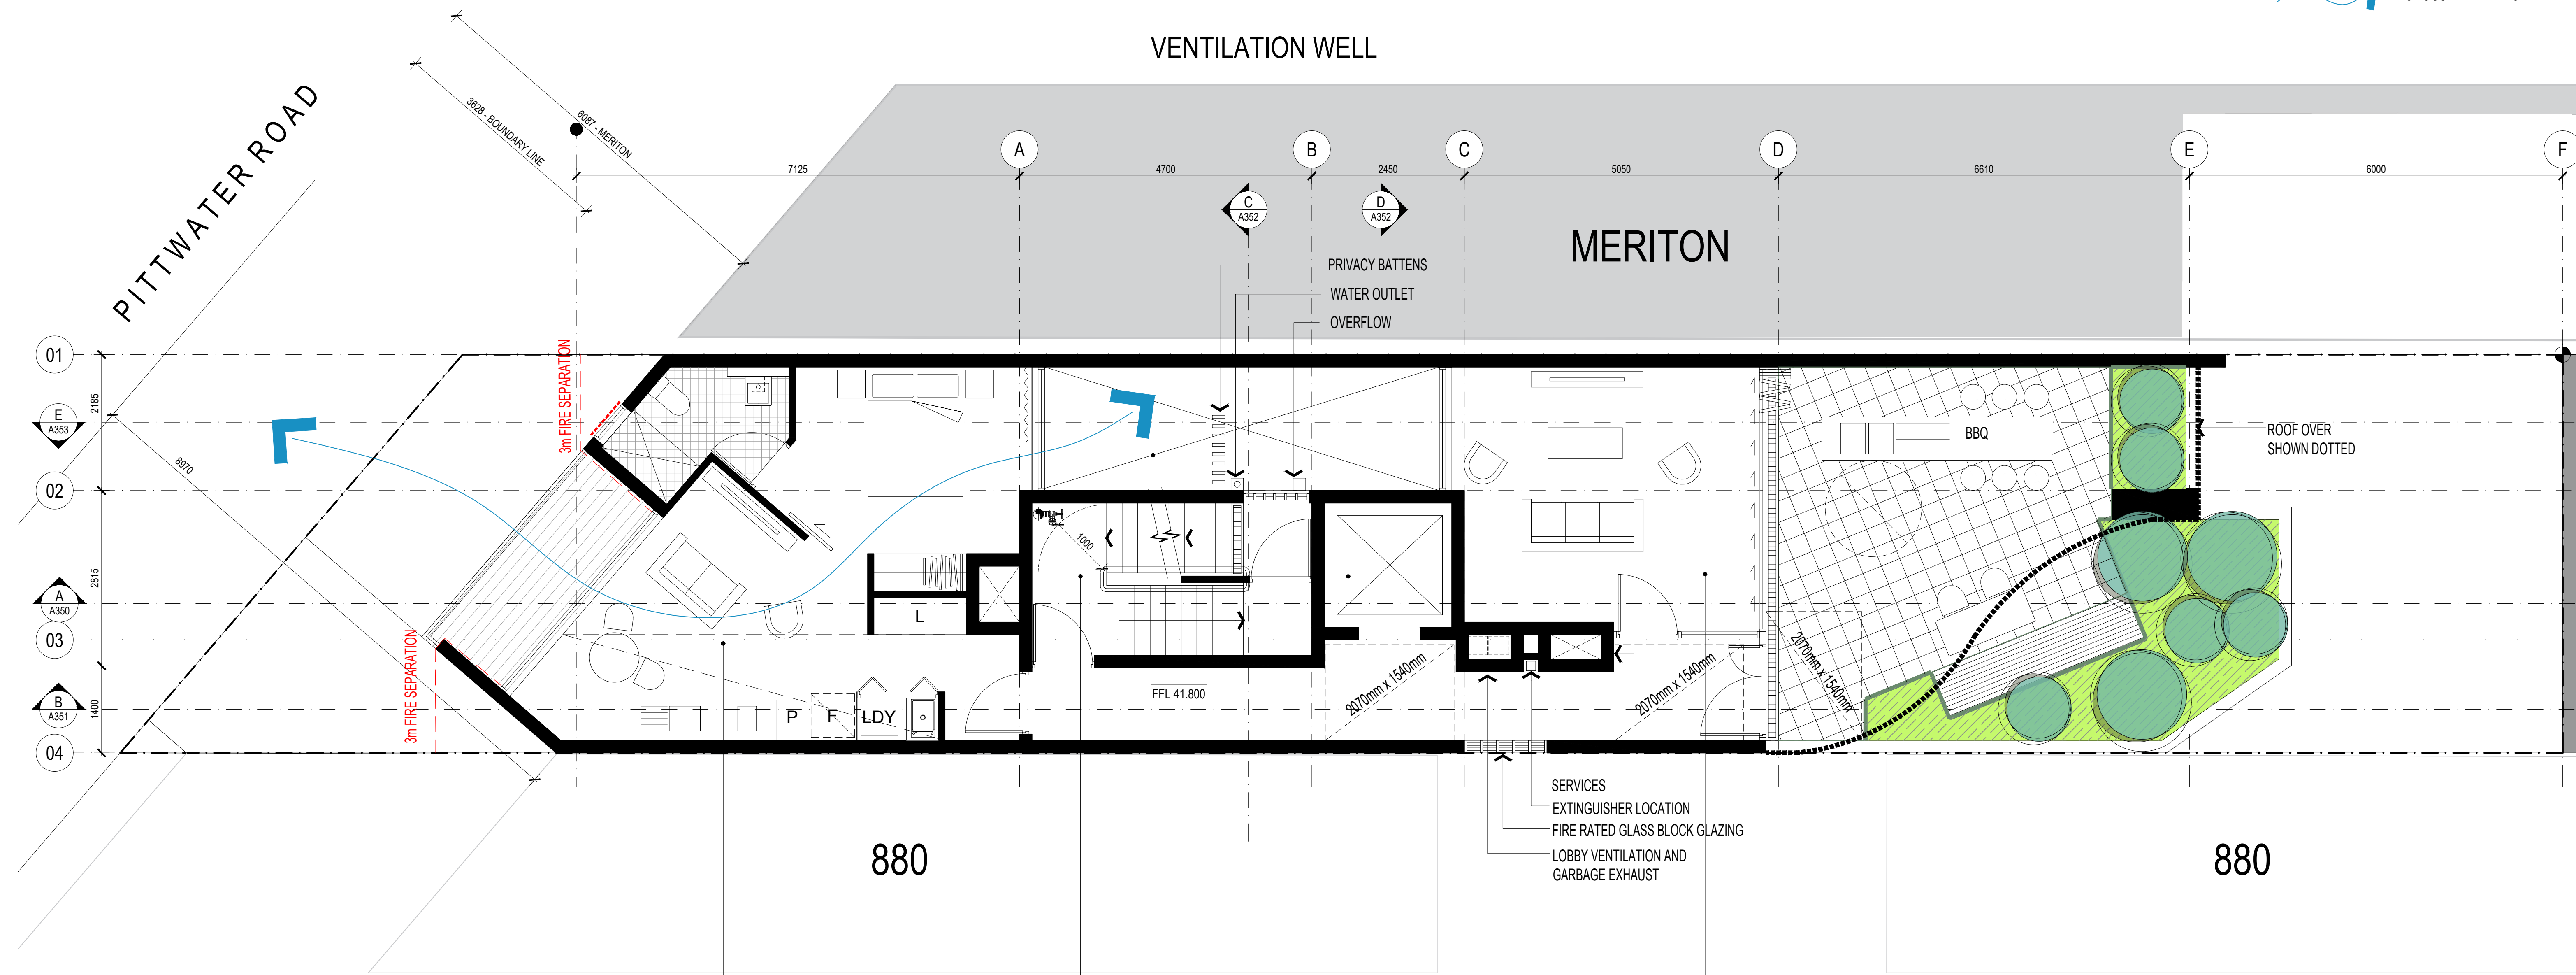 VENTILATION WELL
PITTWATER ROAD
3628 - BOUNDARY LINE
6087 - MERITON
A
B
C
D
E
F
7125
4700
2450
5050
6610
6000
C
A352
D
A352
MERITON
PRIVACY BATTENS
WATER OUTLET
OVERFLOW
01
3m FIRE SEPARATION
2185
E
A353
BBQ
ROOF OVER
SHOWN DOTTED
8970
02
1000
2815
A
A350
L
03
3m FIRE SEPARATION
2070mm x 1540mm
2070mm x 1540mm
2070mm x 1540mm
FFL 41.800
B
A351
1400
P
F
LDY
04
SERVICES
EXTINGUISHER LOCATION
FIRE RATED GLASS BLOCK GLAZING
LOBBY VENTILATION AND
GARBAGE EXHAUST
880
880